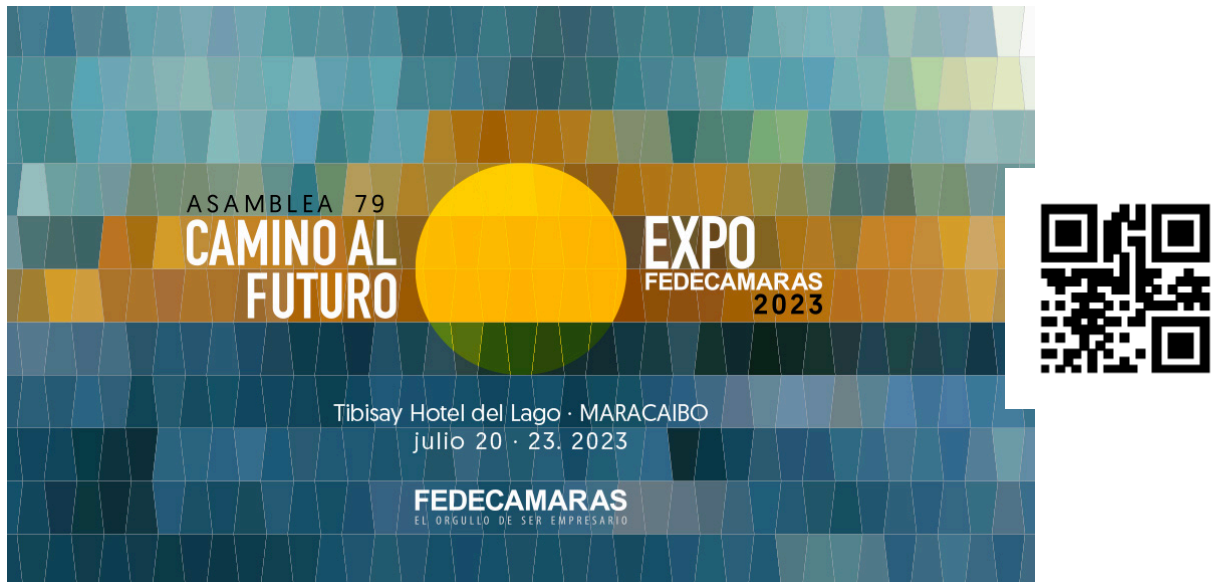 ASAMBLEA 79
CAMINO AL
FUTURO
EXPO
FEDECAMARAS
2023
Tibisay Hotel del Lago · MARACAIBO
julio 20 · 23. 2023
FEDECAMARAS
EL ORGULLO DE SER EMPRESARIO